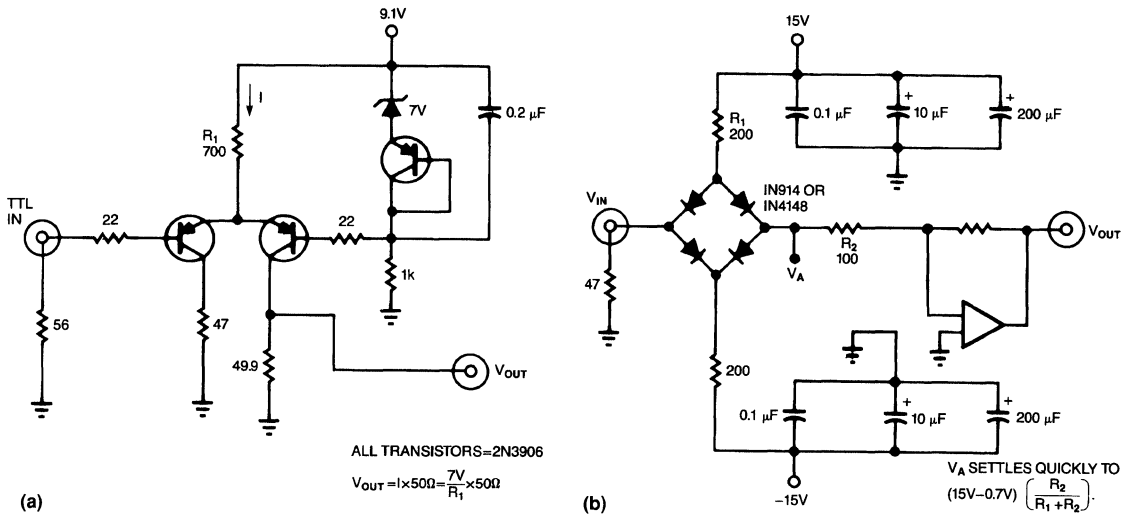 9.1V
I
7V
0.2 µF
R1
700
TTL
IN
22
22
1k
56
47
49.9
VOUT
ALL TRANSISTORS=2N3906
VOUT=I×50Ω=7V/R1×50Ω
(a)
15V
R1
200
0.1 µF
+
10 µF
+
200 µF
IN914 OR
IN4148
VIN
47
VA
R2
100
VOUT
200
0.1 µF
+
10 µF
+
200 µF
–15V
VA SETTLES QUICKLY TO
(15V–0.7V) (R2/R1+R2).
(b)